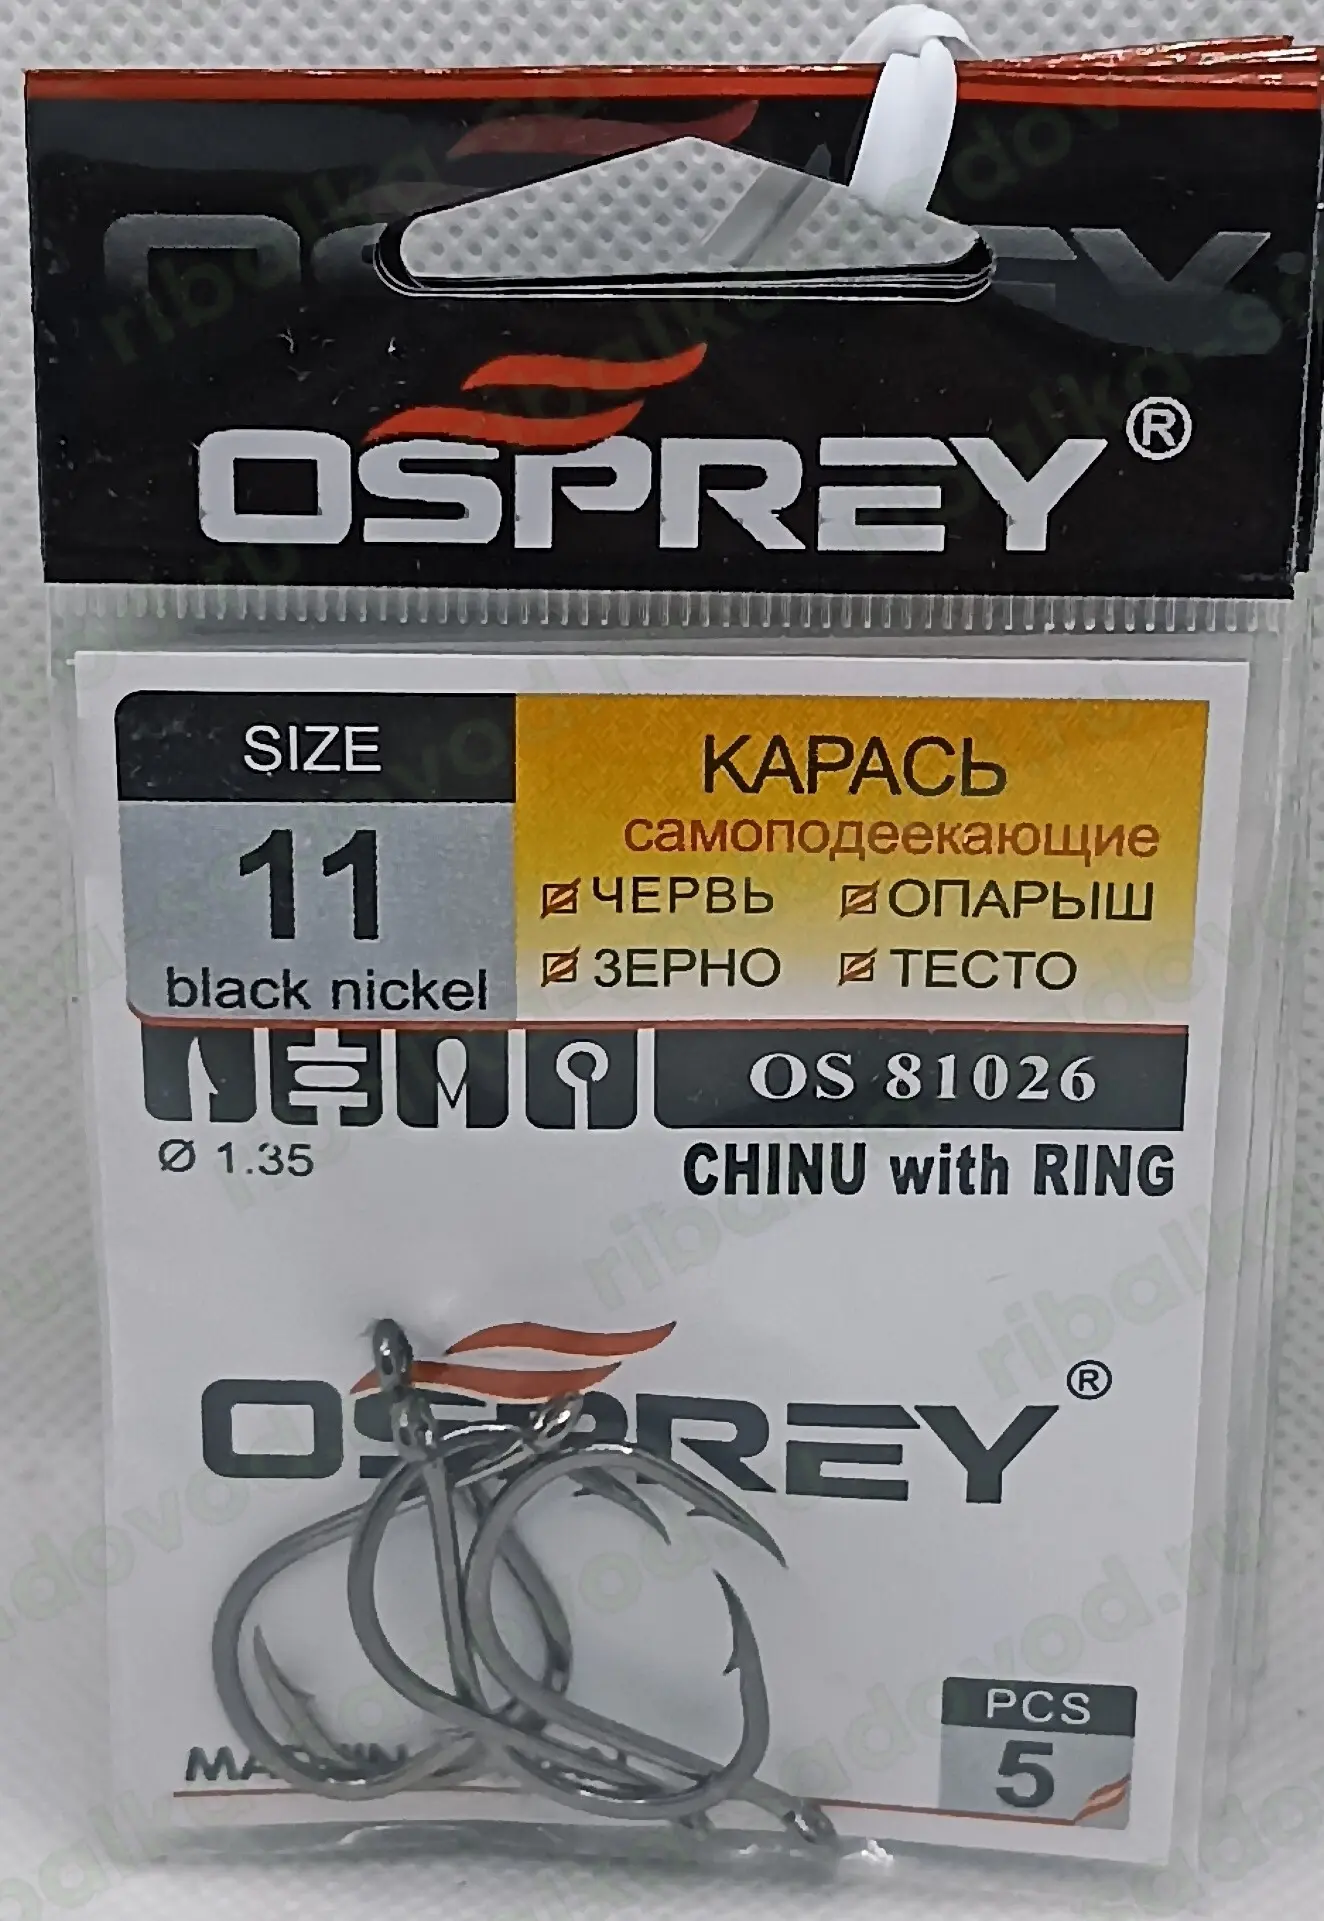 OSPREY®
SIZE
11
black nickel
КАРАСЬ
самоподеекающие
ЧЕРВЬ ОПАРЫШ
ЗЕРНО ТЕСТО
OS 81026
Ø 1.35
CHINU with RING
OSPREY®
PCS
5